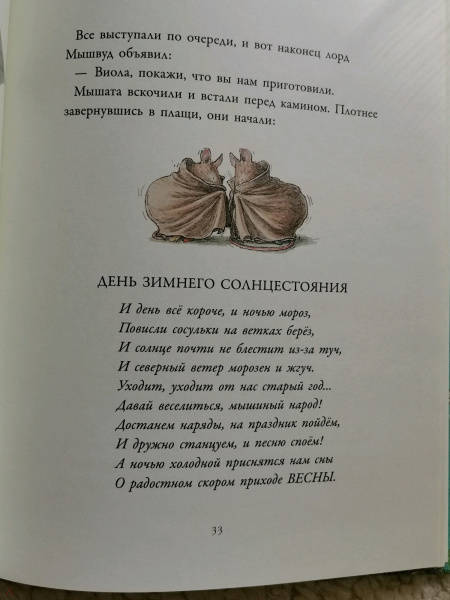 Все выступали по очереди, и вот наконец лорд
Мышвуд объявил:
— Виола, покажи, что вы нам приготовили.
Мышата вскочили и встали перед камином. Плотнее
завернувшись в плащи, они начали:
ДЕНЬ ЗИМНЕГО СОЛНЦЕСТОЯНИЯ
И день всё короче, и ночью мороз,
Повисли сосульки на ветках берёз,
И солнце почти не блестит из-за туч,
И северный ветер морозен и жгуч.
Уходит, уходит от нас старый год...
Давай веселиться, мышиный народ!
Достанем наряды, на праздник пойдём,
И дружно станцуем, и песню споём!
А ночью холодной приснятся нам сны
О радостном скором приходе ВЕСНЫ.
33